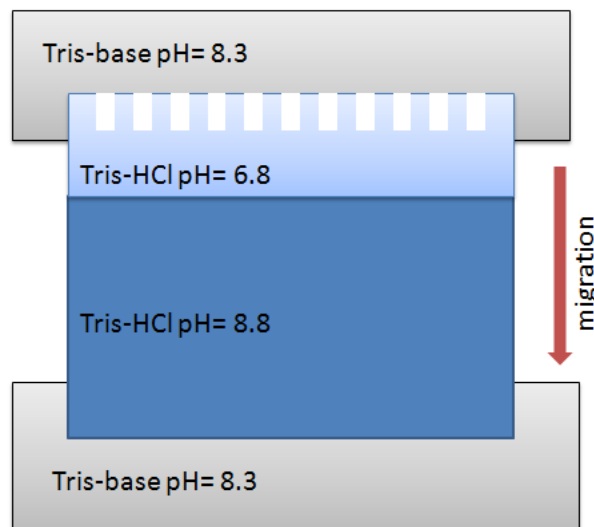 Tris-base pH= 8.3
Tris-HCl pH= 6.8
Tris-HCl pH= 8.8
migration
Tris-base pH= 8.3